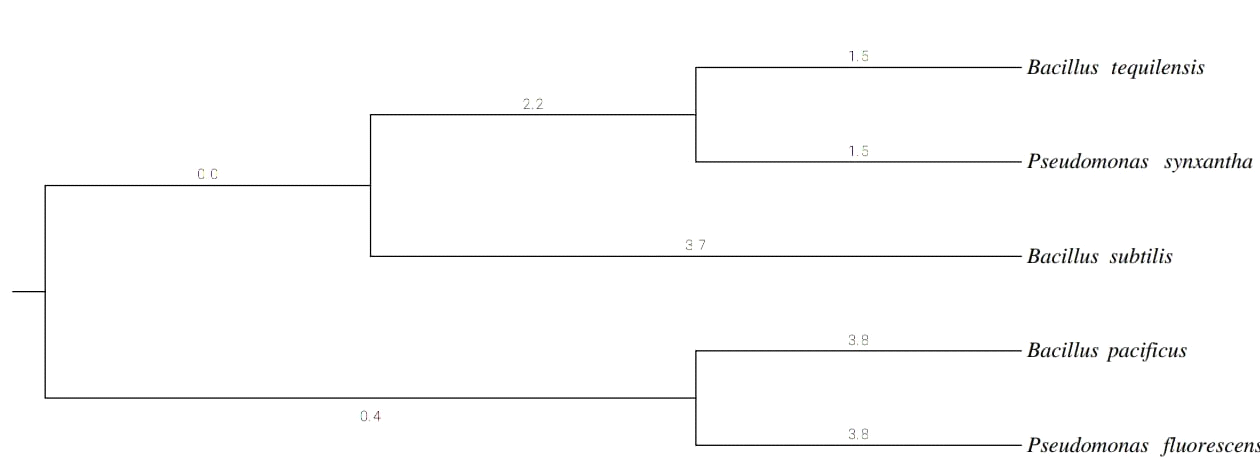 1.5
Bacillus tequilensis
2.2
1.5
Pseudomonas synxantha
0.0
3.7
Bacillus subtilis
3.8
Bacillus pacificus
0.4
3.8
Pseudomonas fluorescens